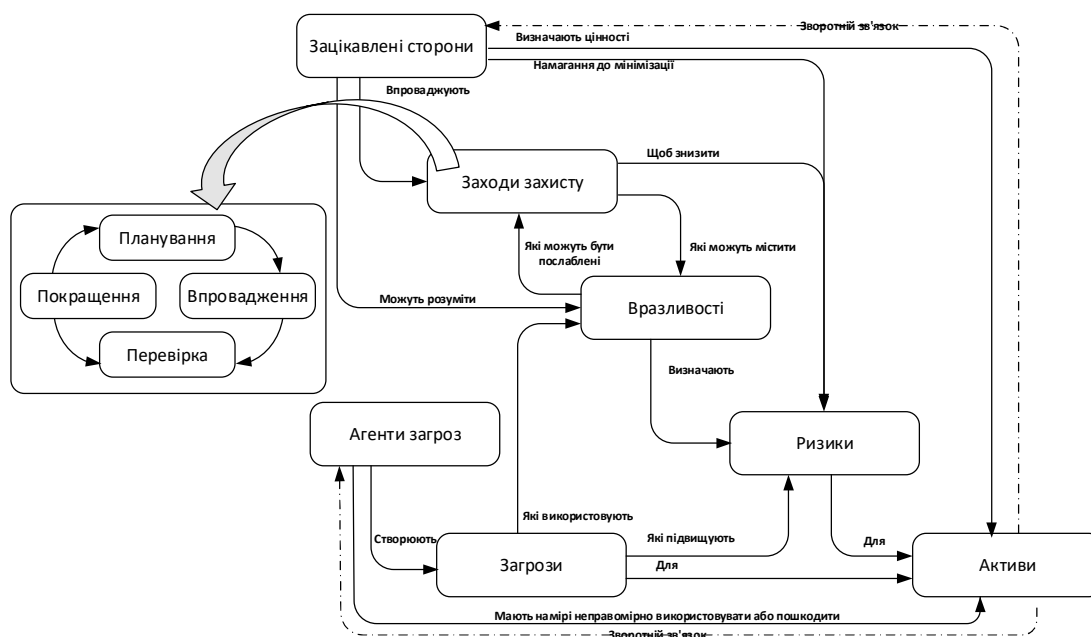 Зворотній зв'язок
Зацікавлені сторони
Визначають цінності
Намагання до мінімізації
Впроваджують
Щоб знизити
Заходи захисту
Планування
Які можуть бути
послаблені
Які можуть містити
Покращення
Впровадження
Можуть розуміти
Вразливості
Перевірка
Визначають
Агенти загроз
Ризики
Які використовують
Створюють
Які підвищують
Для
Загрози
Для
Активи
Мають намірі неправомірно використовувати або пошкодити
Зворотній зв'язок